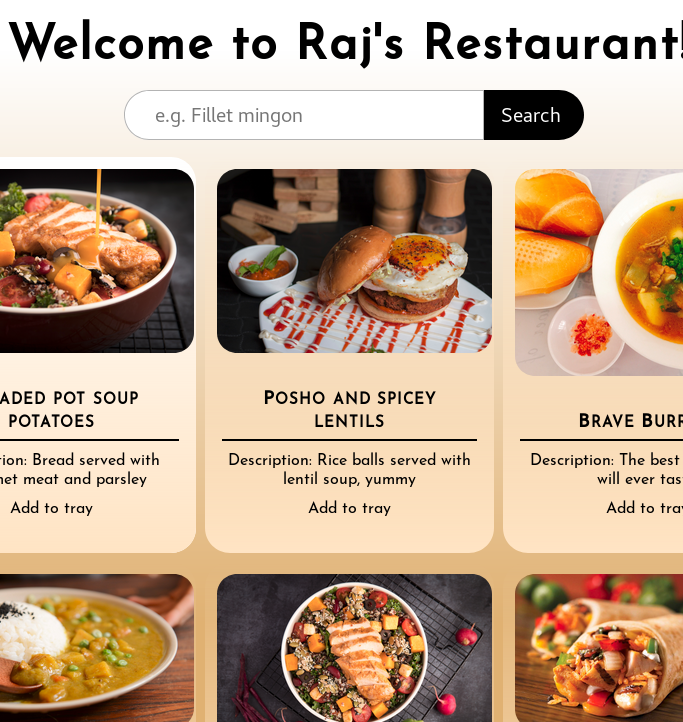 Welcome to Raj's Restaurant!
e.g. Fillet mingon
Search
ADED POT SOUP
POTATOES
tion: Bread served with
net meat and parsley
Add to tray
POSHO AND SPICEY
LENTILS
Description: Rice balls served with
lentil soup, yummy
Add to tray
BRAVE BURR
Description: The best
will ever tas
Add to tray